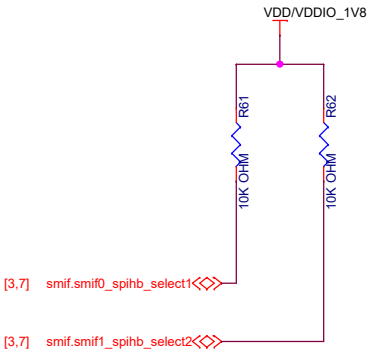 VDD/VDDIO_1V8
R61
R62
10K OHM
10K OHM
[3,7] smif.smif0_spihb_select1
[3,7] smif.smif1_spihb_select2